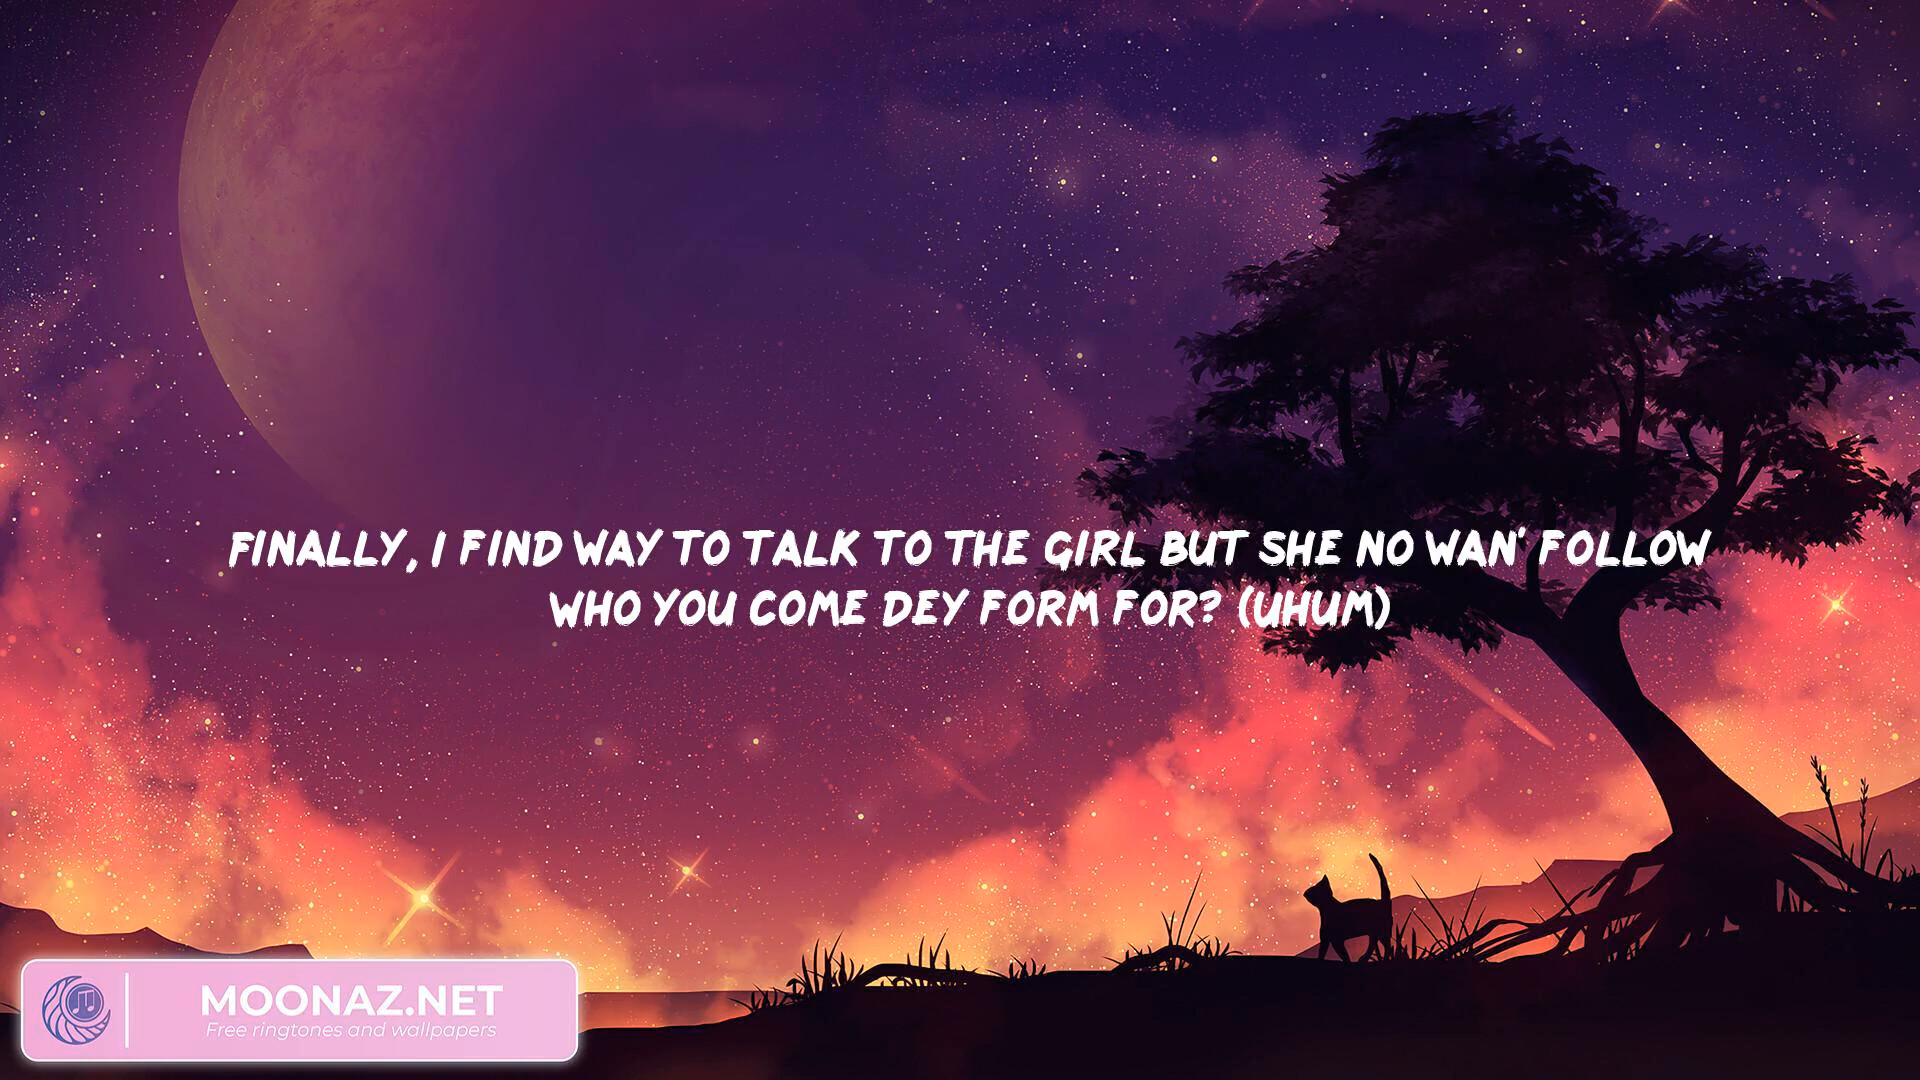 FINALLY, I FIND WAY TO TALK TO THE GIRL BUT SHE NO WAN' FOLLOW
WHO YOU COME DEY FORM FOR? (UHUM)
MOONAZ.NET
Free ringtones and wallpapers